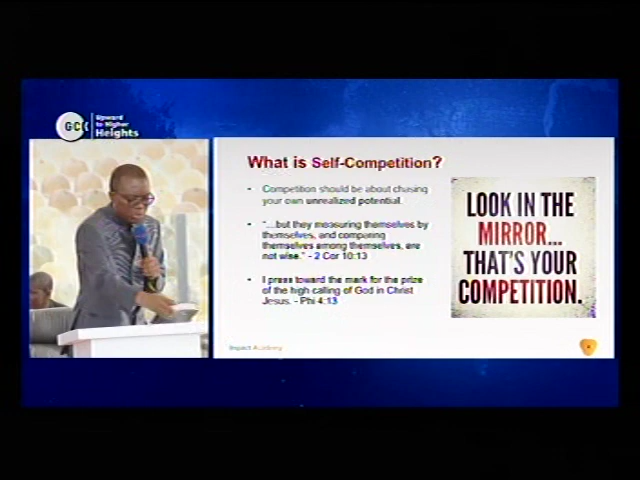 GCK
Upward
to Higher
Heights
What is Self-Competition?
• Competition should be about chasing
your own unrealized potential.
• "...but they measuring themselves by
themselves, and comparing
themselves among themselves, are
not wise." - 2 Cor 10:13
• I press toward the mark for the prize
of the high calling of God in Christ
Jesus. - Phi 4:13
LOOK IN THE
MIRROR...
THAT'S YOUR
COMPETITION.
Impact Academy